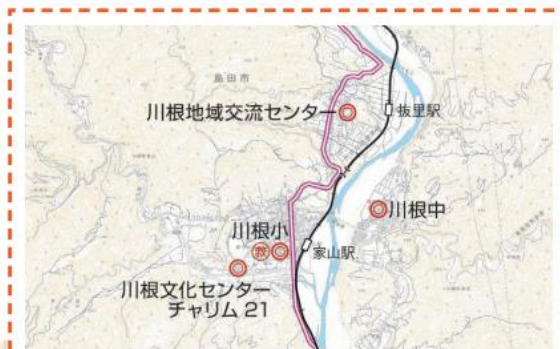 島田市
川根地域交流センター
抜里駅
川根中
川根小
救
家山駅
川根文化センター
チャリム 21